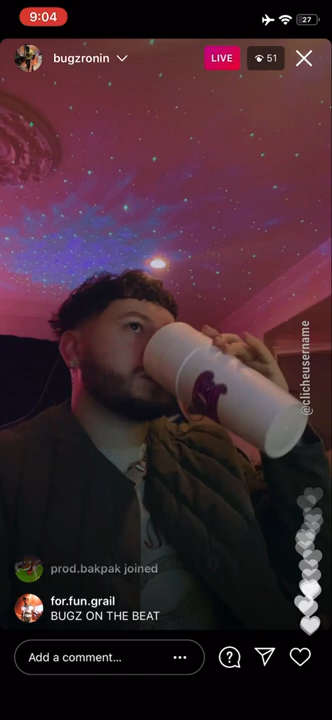 9:04
27
bugzronin
LIVE
51
@clicheusername
prod.bakpak joined
for.fun.grail
BUGZ ON THE BEAT
Add a comment...